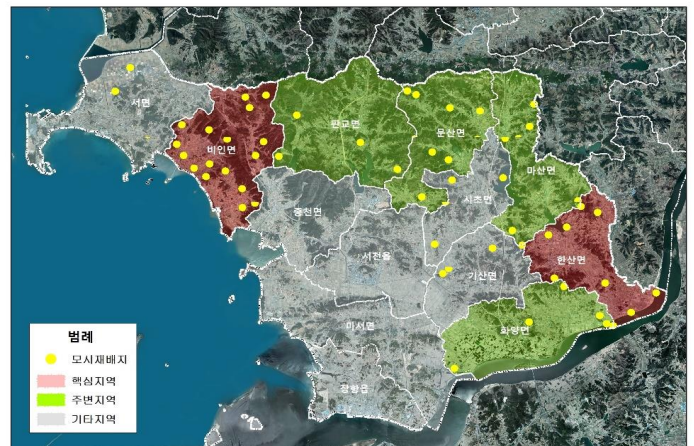 서면
비인면
판교면
문산면
마산면
시초면
종천면
서천읍
기산면
한산면
마서면
화양면
장항읍
범례
모시재배지
핵심지역
주변지역
기타지역